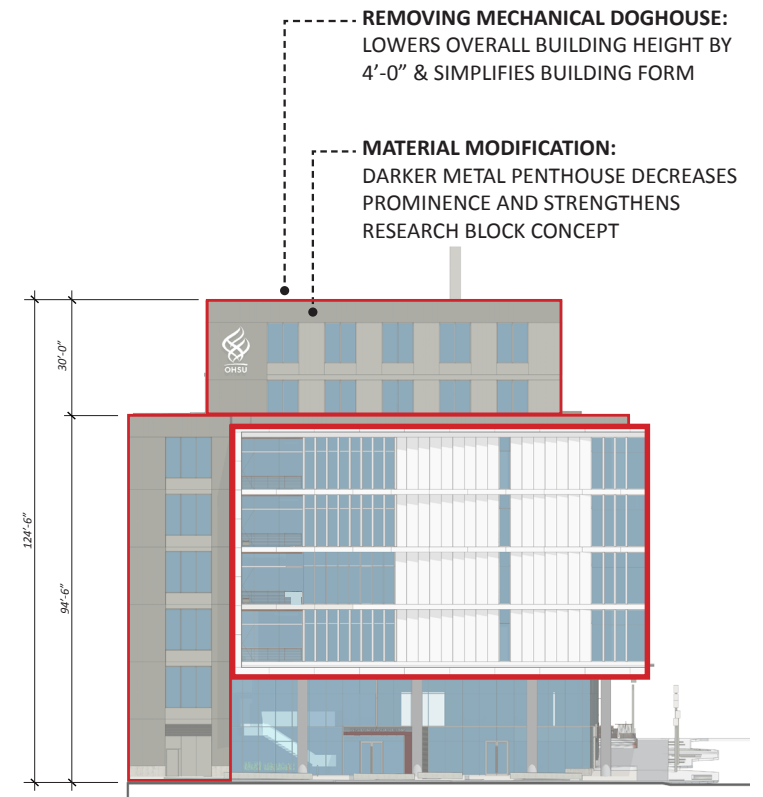 REMOVING MECHANICAL DOGHOUSE:
LOWERS OVERALL BUILDING HEIGHT BY
4’-0” & SIMPLIFIES BUILDING FORM
MATERIAL MODIFICATION:
DARKER METAL PENTHOUSE DECREASES
PROMINENCE AND STRENGTHENS
RESEARCH BLOCK CONCEPT
30'-0"
OHSU
124'-6"
94'-6"